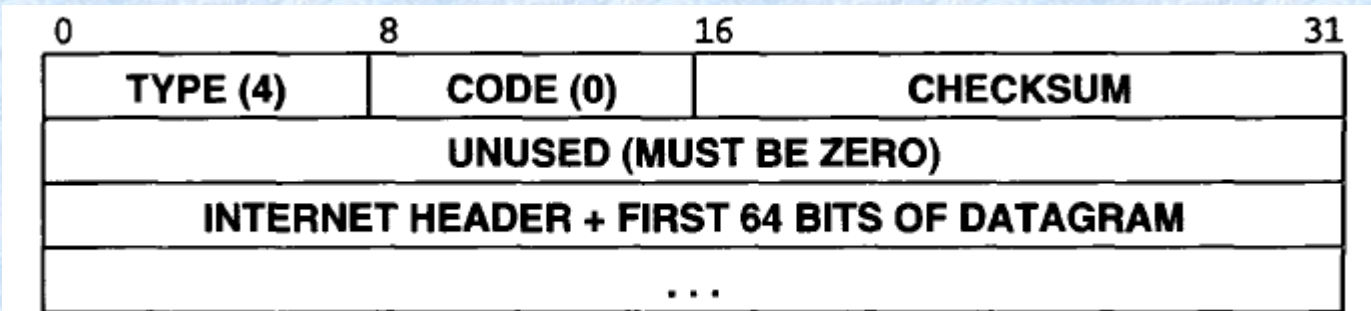 0 8 16 31
TYPE (4) CODE (0) CHECKSUM
UNUSED (MUST BE ZERO)
INTERNET HEADER + FIRST 64 BITS OF DATAGRAM
. . .